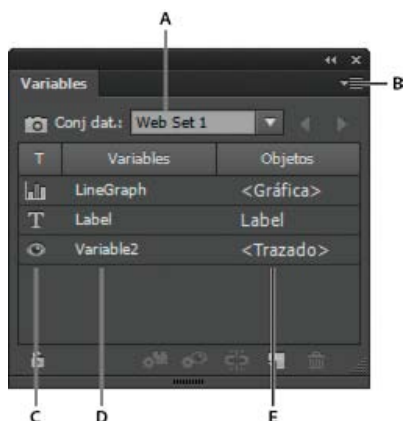 A
Variables
B
Conj dat.: Web Set 1
T Variables Objetos
LineGraph <Gráfica>
T Label Label
Variable2 <Trazado>
C D E